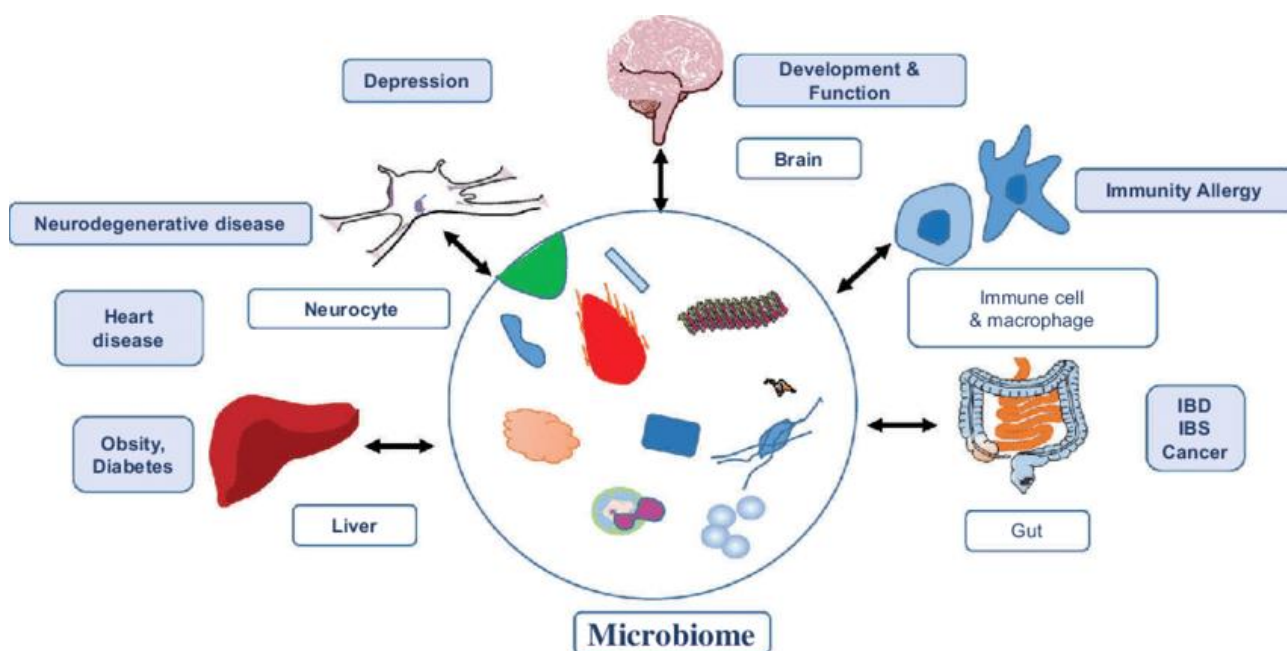 Depression
Development &
Function
Brain
Immunity Allergy
Neurodegenerative disease
Immune cell
& macrophage
Heart
disease
Neurocyte
IBD
IBS
Cancer
Obsity,
Diabetes
Liver
Gut
Microbiome